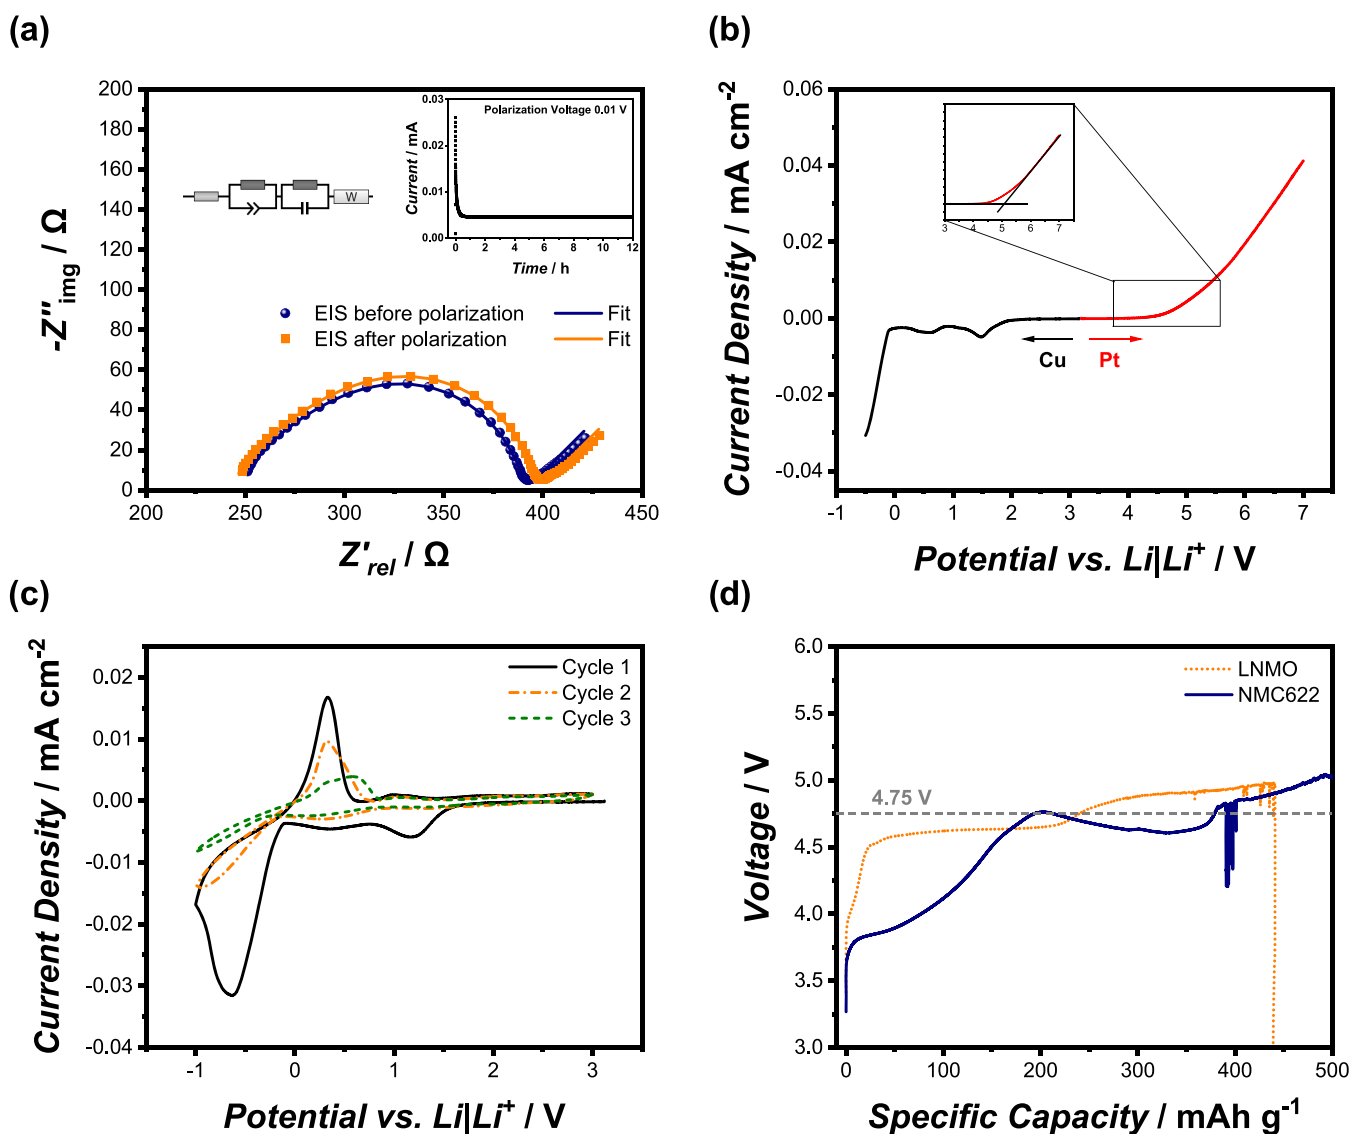 (a)
200
180
160
140
120
100
80
60
40
20
0
-Z''img / Ω
200 250 300 350 400 450
Z'rel / Ω
W
0.03
0.02
0.01
0.00
Current / mA
Polarization Voltage 0.01 V
0 2 4 6 8 10 12
Time / h
EIS before polarization Fit
EIS after polarization Fit
(b)
0.06
0.04
0.02
0.00
-0.02
-0.04
Current Density / mA cm-2
3 4 5 6 7
Cu Pt
-1 0 1 2 3 4 5 6 7
Potential vs. Li|Li+ / V
(c)
0.02
0.01
0.00
-0.01
-0.02
-0.03
-0.04
Current Density / mA cm-2
Cycle 1
Cycle 2
Cycle 3
-1 0 1 2 3
Potential vs. Li|Li+ / V
(d)
6.0
5.5
5.0
4.5
4.0
3.5
3.0
Voltage / V
LNMO
NMC622
4.75 V
0 100 200 300 400 500
Specific Capacity / mAh g-1